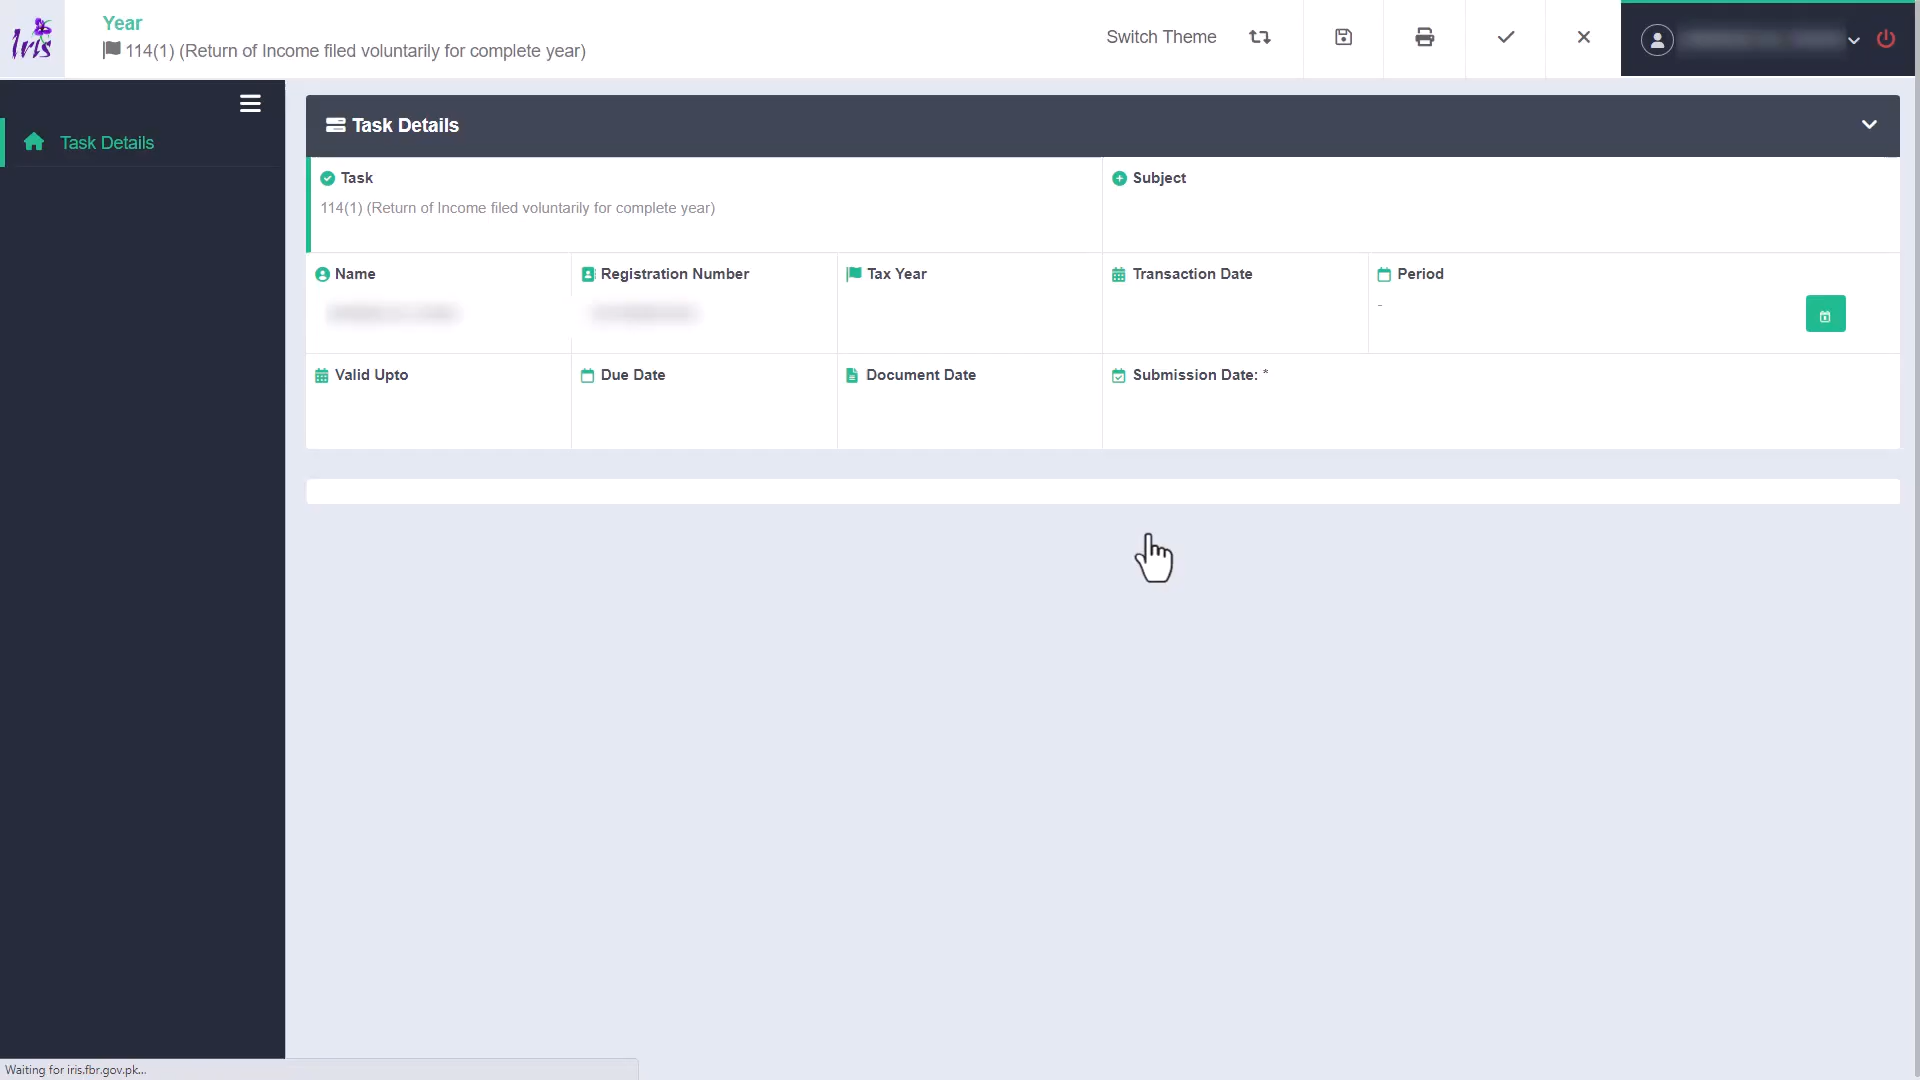 Iris
Year
114(1) (Return of Income filed voluntarily for complete year)
Switch Theme
Task Details
Task Details
Task
114(1) (Return of Income filed voluntarily for complete year)
Subject
Name
Registration Number
Tax Year
Transaction Date
Period
-
Valid Upto
Due Date
Document Date
Submission Date: *
Waiting for iris.fbr.gov.pk...